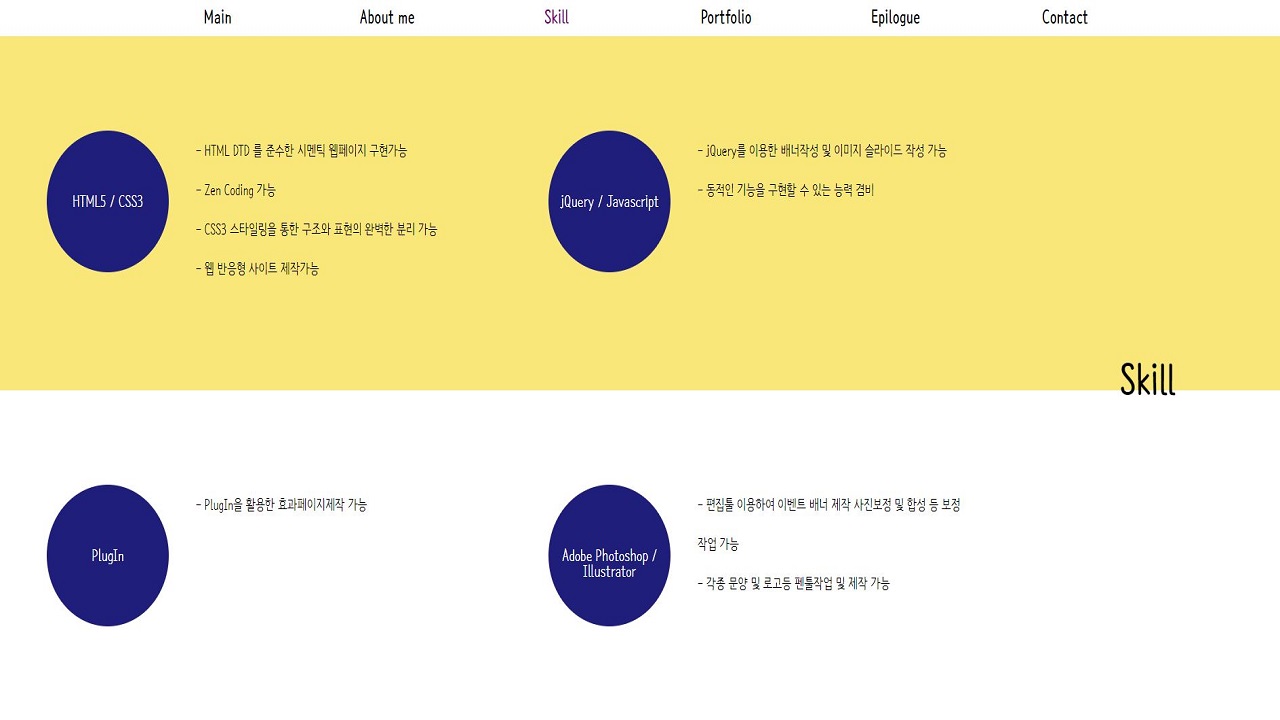 Main About me Skill Portfolio Epilogue Contact
HTML5 / CSS3
- HTML DTD 를 준수한 시멘틱 웹페이지 구현가능
- Zen Coding 가능
- CSS3 스타일링을 통한 구조와 표현의 완벽한 분리 가능
- 웹 반응형 사이트 제작가능
jQuery / Javascript
- jQuery를 이용한 배너작성 및 이미지 슬라이드 작성 가능
- 동적인 기능을 구현할 수 있는 능력 겸비
Skill
PlugIn
- PlugIn을 활용한 효과페이지제작 가능
Adobe Photoshop /
Illustrator
- 편집툴 이용하여 이벤트 배너 제작 사진보정 및 합성 등 보정
작업 가능
- 각종 문양 및 로고등 펜툴작업 및 제작 가능